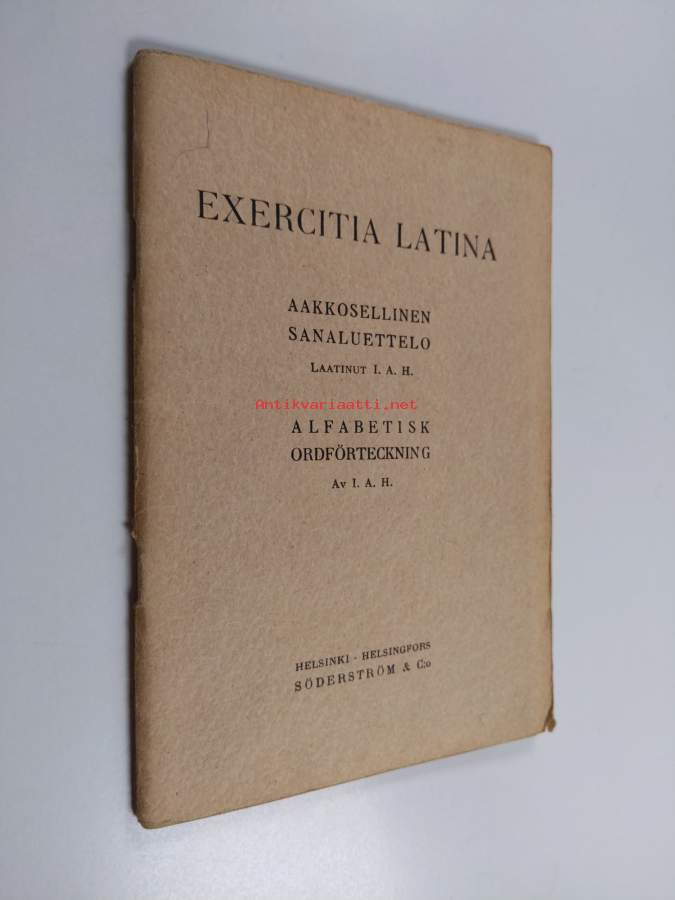 EXERCITIA LATINA
AAKKOSELLINEN
SANALUETTELO
LAATINUT I. A. H.
Antikvariaatti.net
ALFABETISK
ORDFÖRTECKNING
AV I. A. H.
HELSINKI - HELSINGFORS
SÖDERSTRÖM & C:o